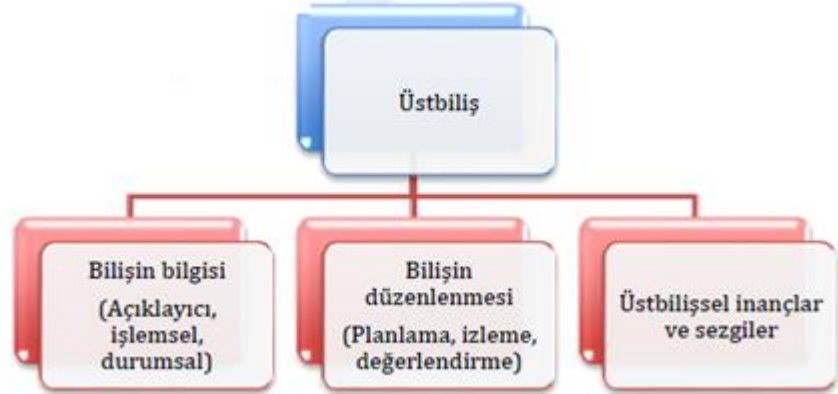 Üstbiliş
Bilişin bilgisi
(Açıklayıcı,
işlemsel,
durumsal)
Bilişin
düzenlenmesi
(Planlama, izleme,
değerlendirme)
Üstbilişsel inançlar
ve sezgiler